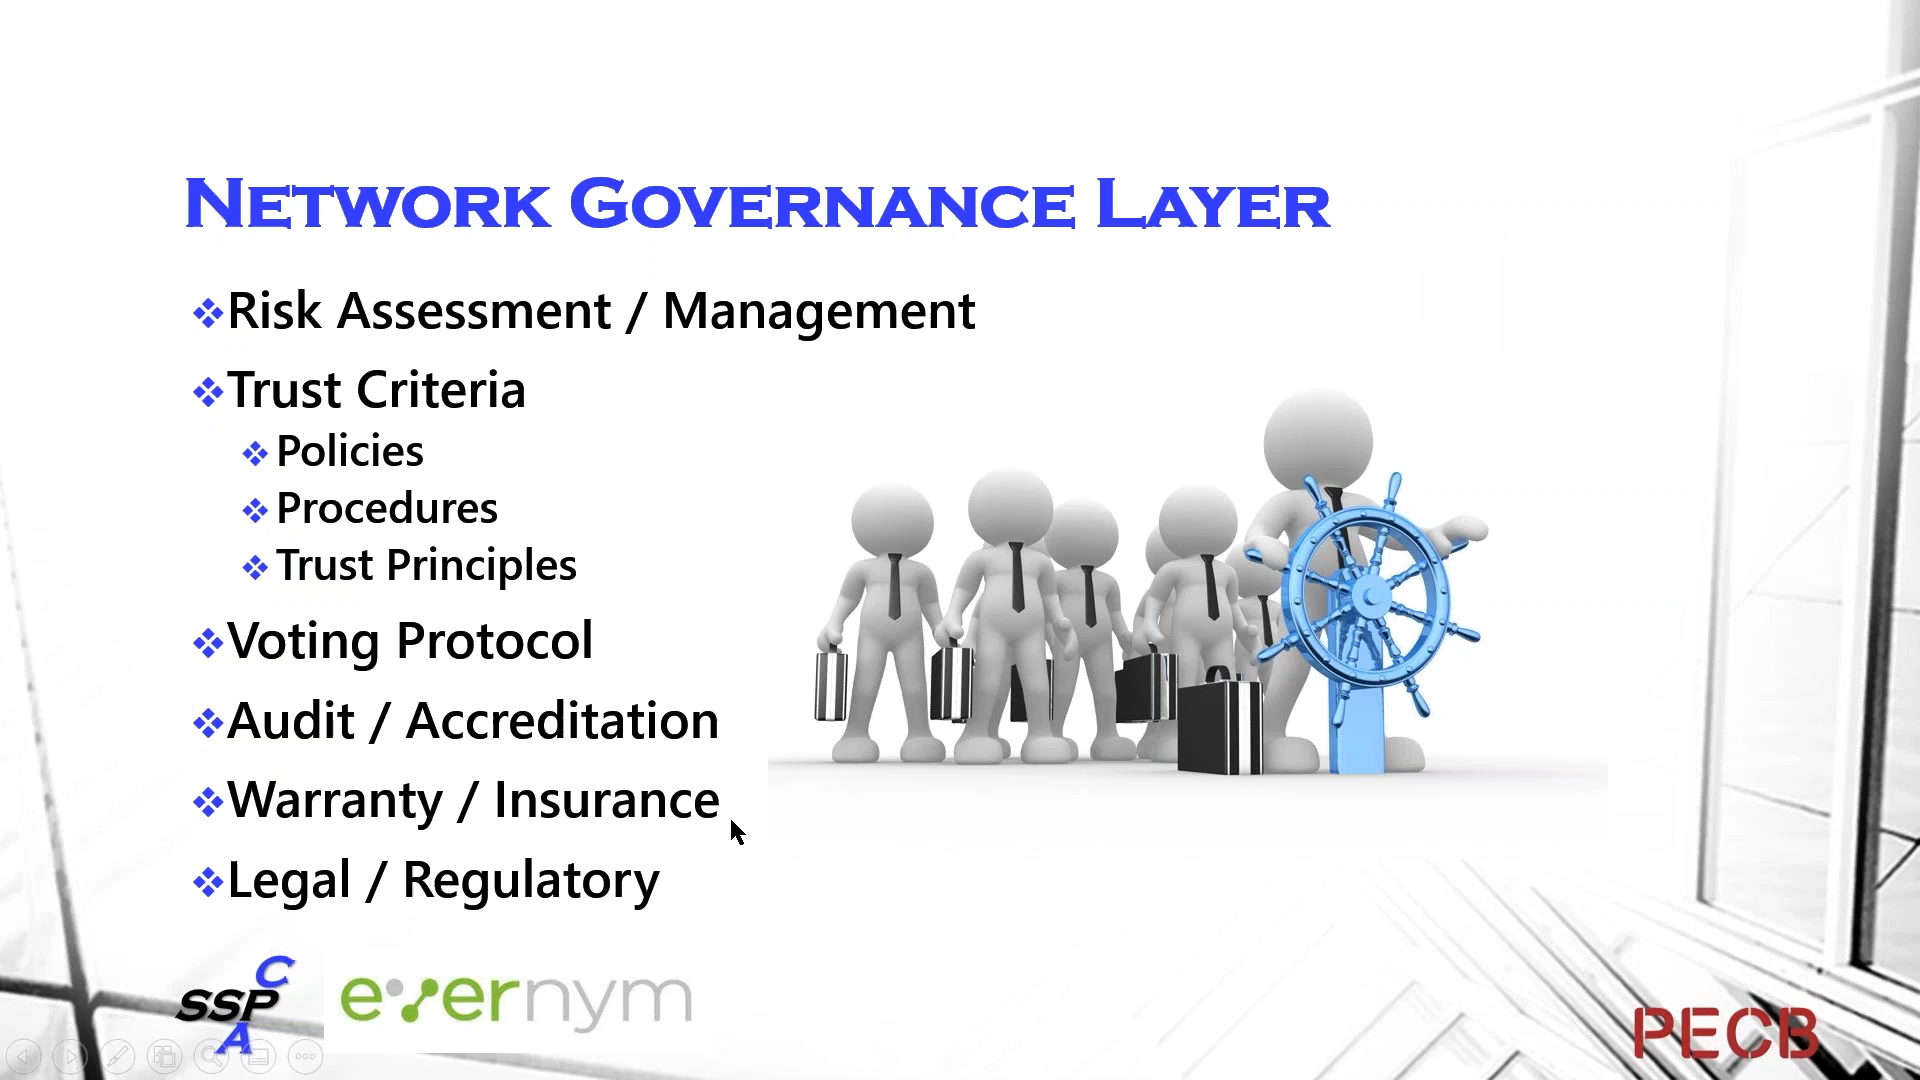 Network Governance Layer
Risk Assessment / Management
Trust Criteria
Policies
Procedures
Trust Principles
Voting Protocol
Audit / Accreditation
Warranty / Insurance
Legal / Regulatory
C
SSP
A
evernym
PECB